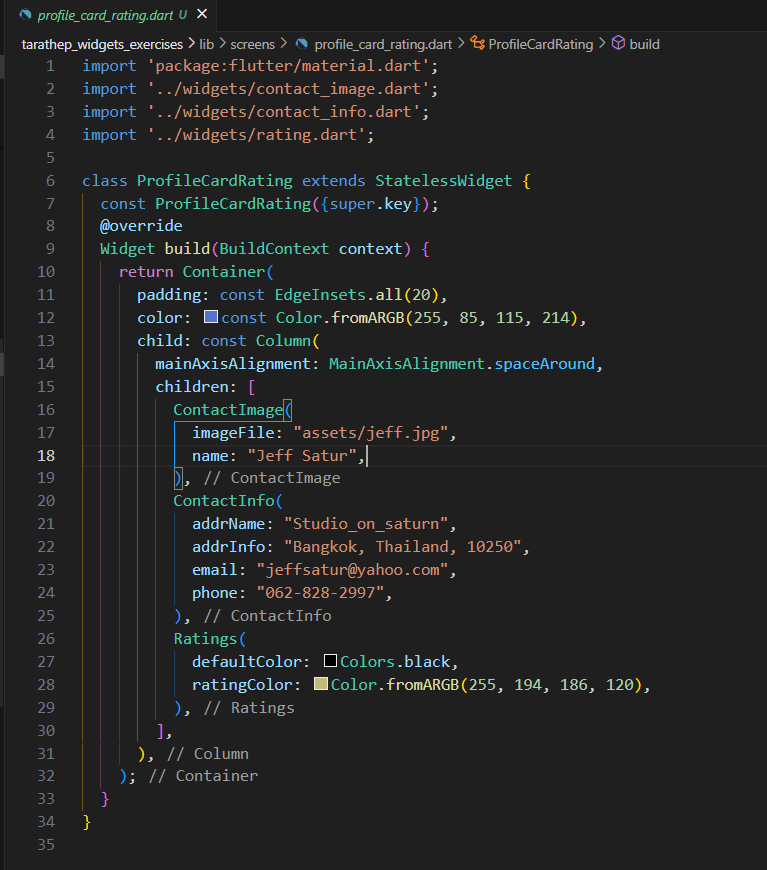 profile_card_rating.dart U ×
tarathep_widgets_exercises > lib > screens > profile_card_rating.dart > ProfileCardRating > build
1 import 'package:flutter/material.dart';
2 import '../widgets/contact_image.dart';
3 import '../widgets/contact_info.dart';
4 import '../widgets/rating.dart';
5
6 class ProfileCardRating extends StatelessWidget {
7   const ProfileCardRating({super.key});
8   @override
9   Widget build(BuildContext context) {
10     return Container(
11       padding: const EdgeInsets.all(20),
12       color: const Color.fromARGB(255, 85, 115, 214),
13       child: const Column(
14         mainAxisAlignment: MainAxisAlignment.spaceAround,
15         children: [
16           ContactImage(
17             imageFile: "assets/jeff.jpg",
18             name: "Jeff Satur",
19           ), // ContactImage
20           ContactInfo(
21             addrName: "Studio_on_saturn",
22             addrInfo: "Bangkok, Thailand, 10250",
23             email: "jeffsatur@yahoo.com",
24             phone: "062-828-2997",
25           ), // ContactInfo
26           Ratings(
27             defaultColor: Colors.black,
28             ratingColor: Color.fromARGB(255, 194, 186, 120),
29           ), // Ratings
30         ],
31       ), // Column
32     ); // Container
33   }
34 }
35